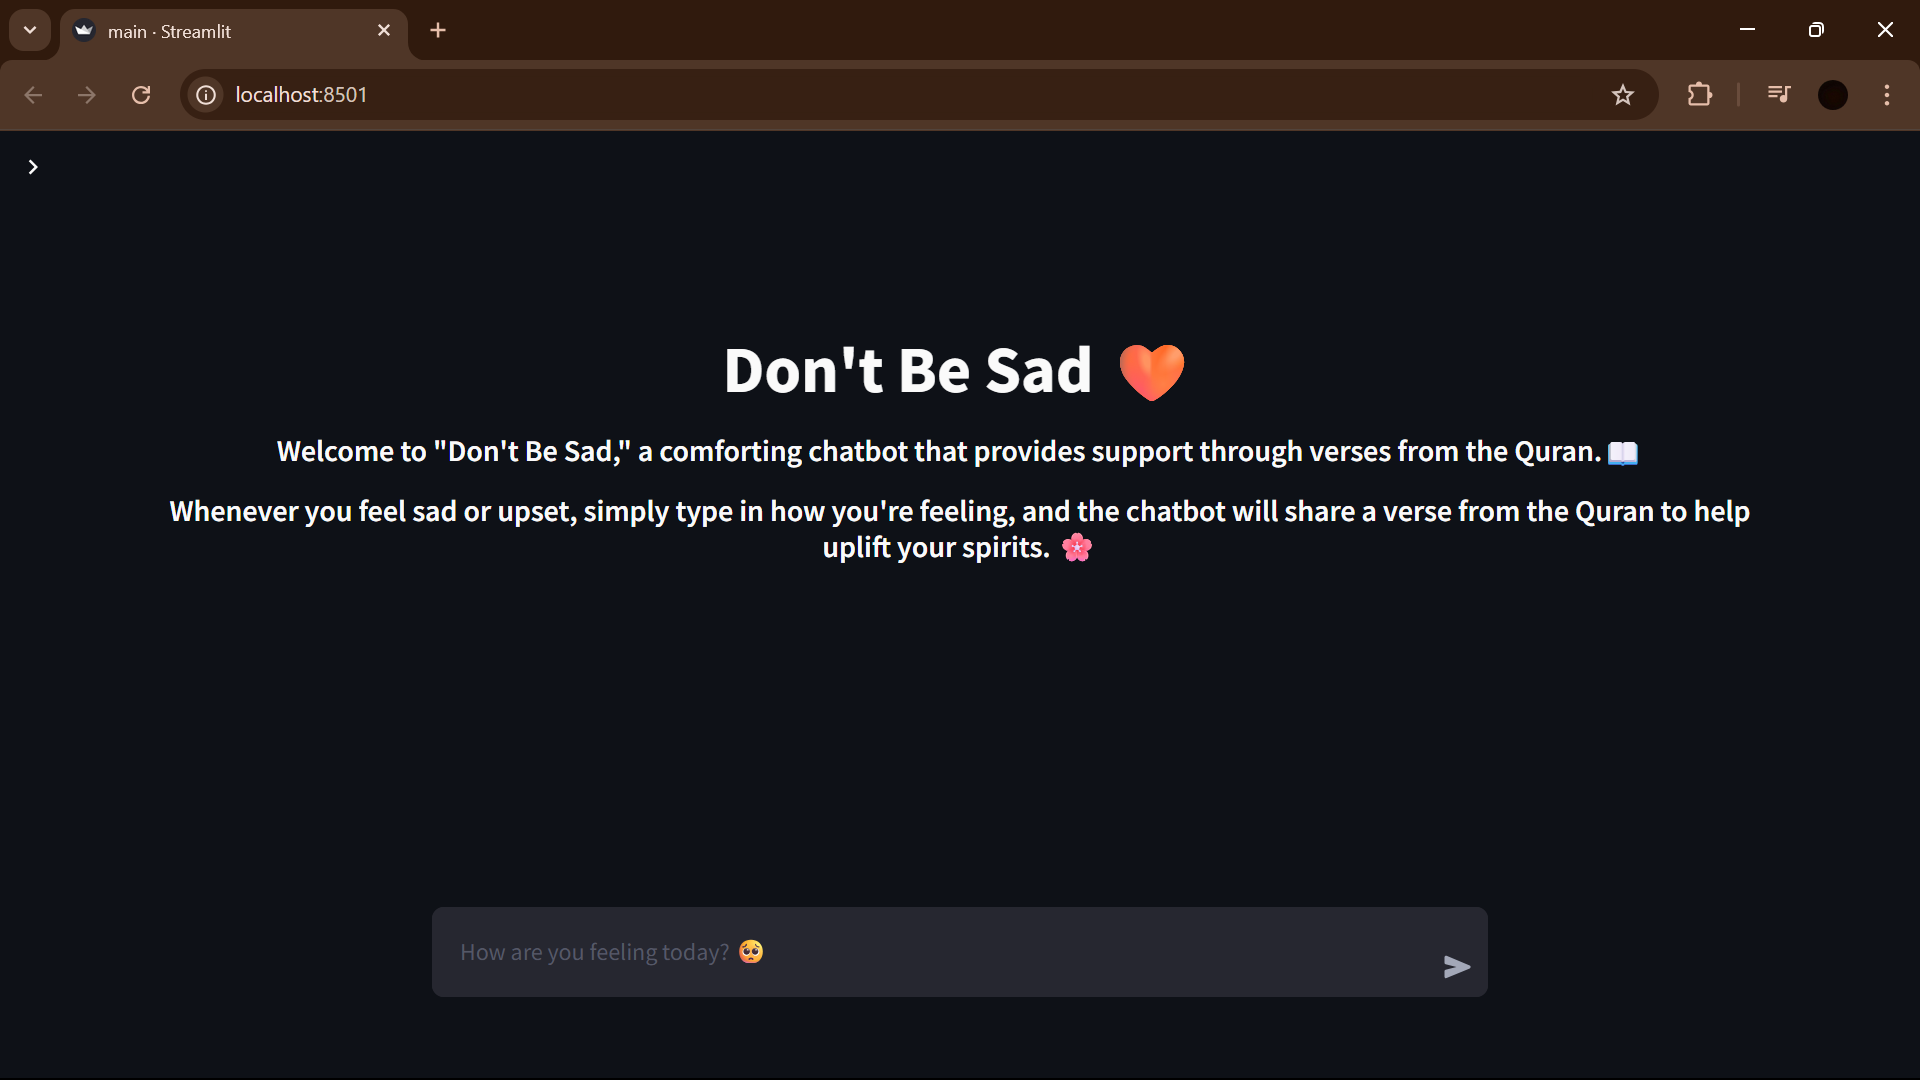 main · Streamlit
localhost:8501
Don't Be Sad 🧡
Welcome to "Don't Be Sad," a comforting chatbot that provides support through verses from the Quran. 📖
Whenever you feel sad or upset, simply type in how you're feeling, and the chatbot will share a verse from the Quran to help
uplift your spirits. 🌸
How are you feeling today? 🥺